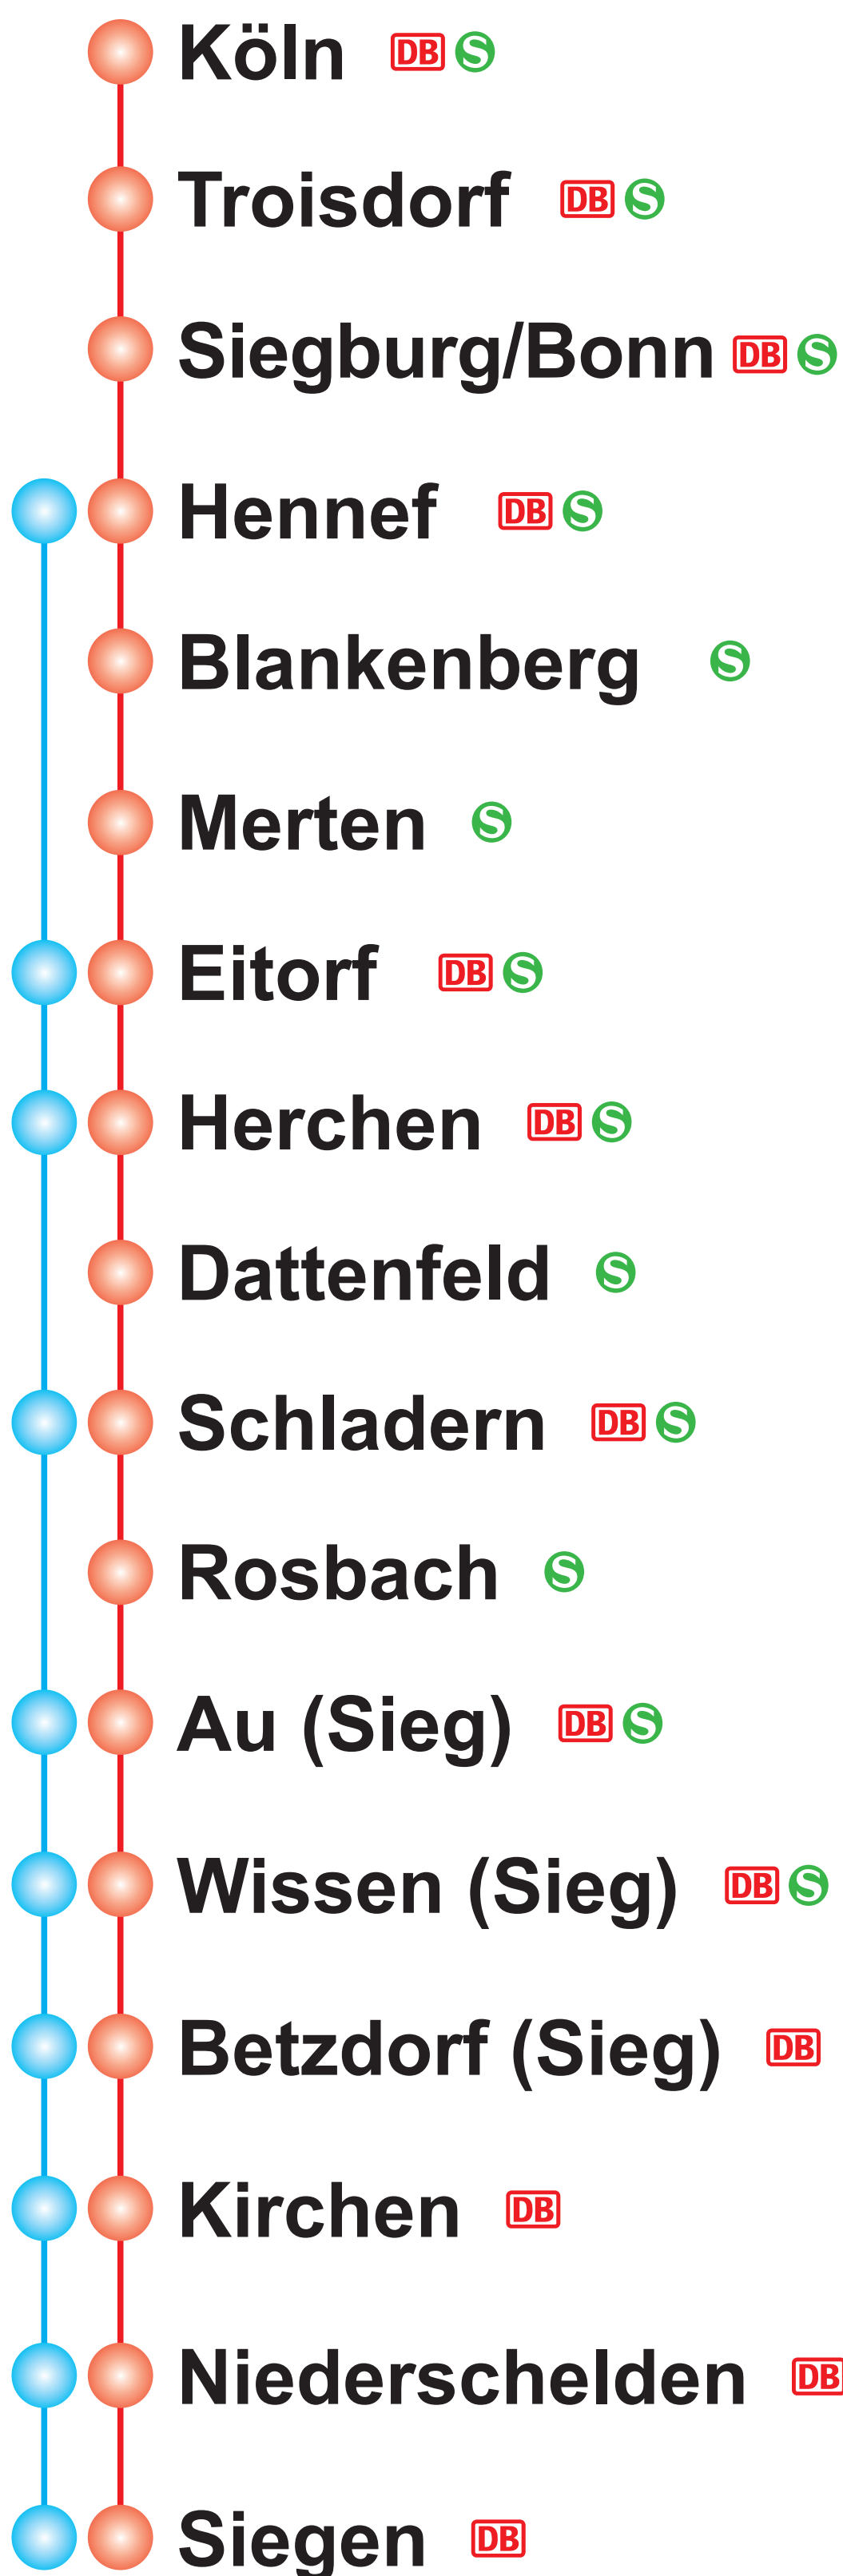 Köln DB S
Troisdorf DB S
Siegburg/Bonn DB S
Hennef DB S
Blankenberg S
Merten S
Eitorf DB S
Herchen DB S
Dattenfeld S
Schladern DB S
Rosbach S
Au (Sieg) DB S
Wissen (Sieg) DB S
Betzdorf (Sieg) DB
Kirchen DB
Niederschelden DB
Siegen DB